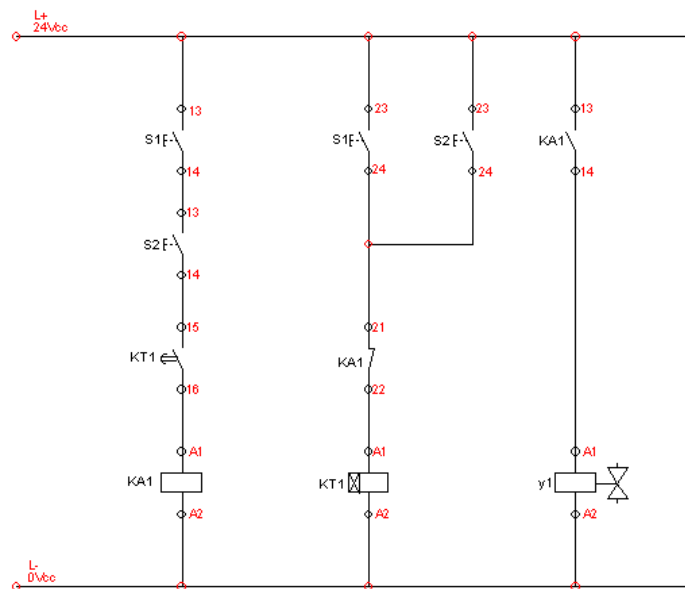 L+
24Vcc
13 23 23 13
S1 S1 S2 KA1
14 24 24 14
13
S2
14
15 21
KT1 KA1
16 22
A1 A1 A1
KA1 KT1 y1
A2 A2 A2
L-
0Vcc